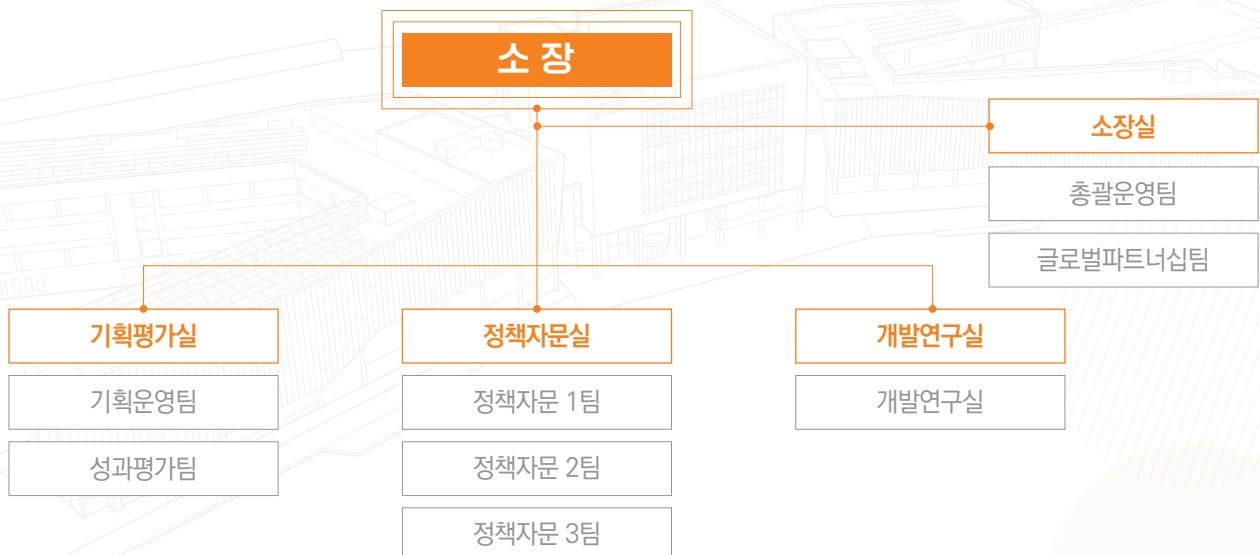 소 장
소장실
총괄운영팀
글로벌파트너십팀
기획평가실
기획운영팀
성과평가팀
정책자문실
정책자문 1팀
정책자문 2팀
정책자문 3팀
개발연구실
개발연구실